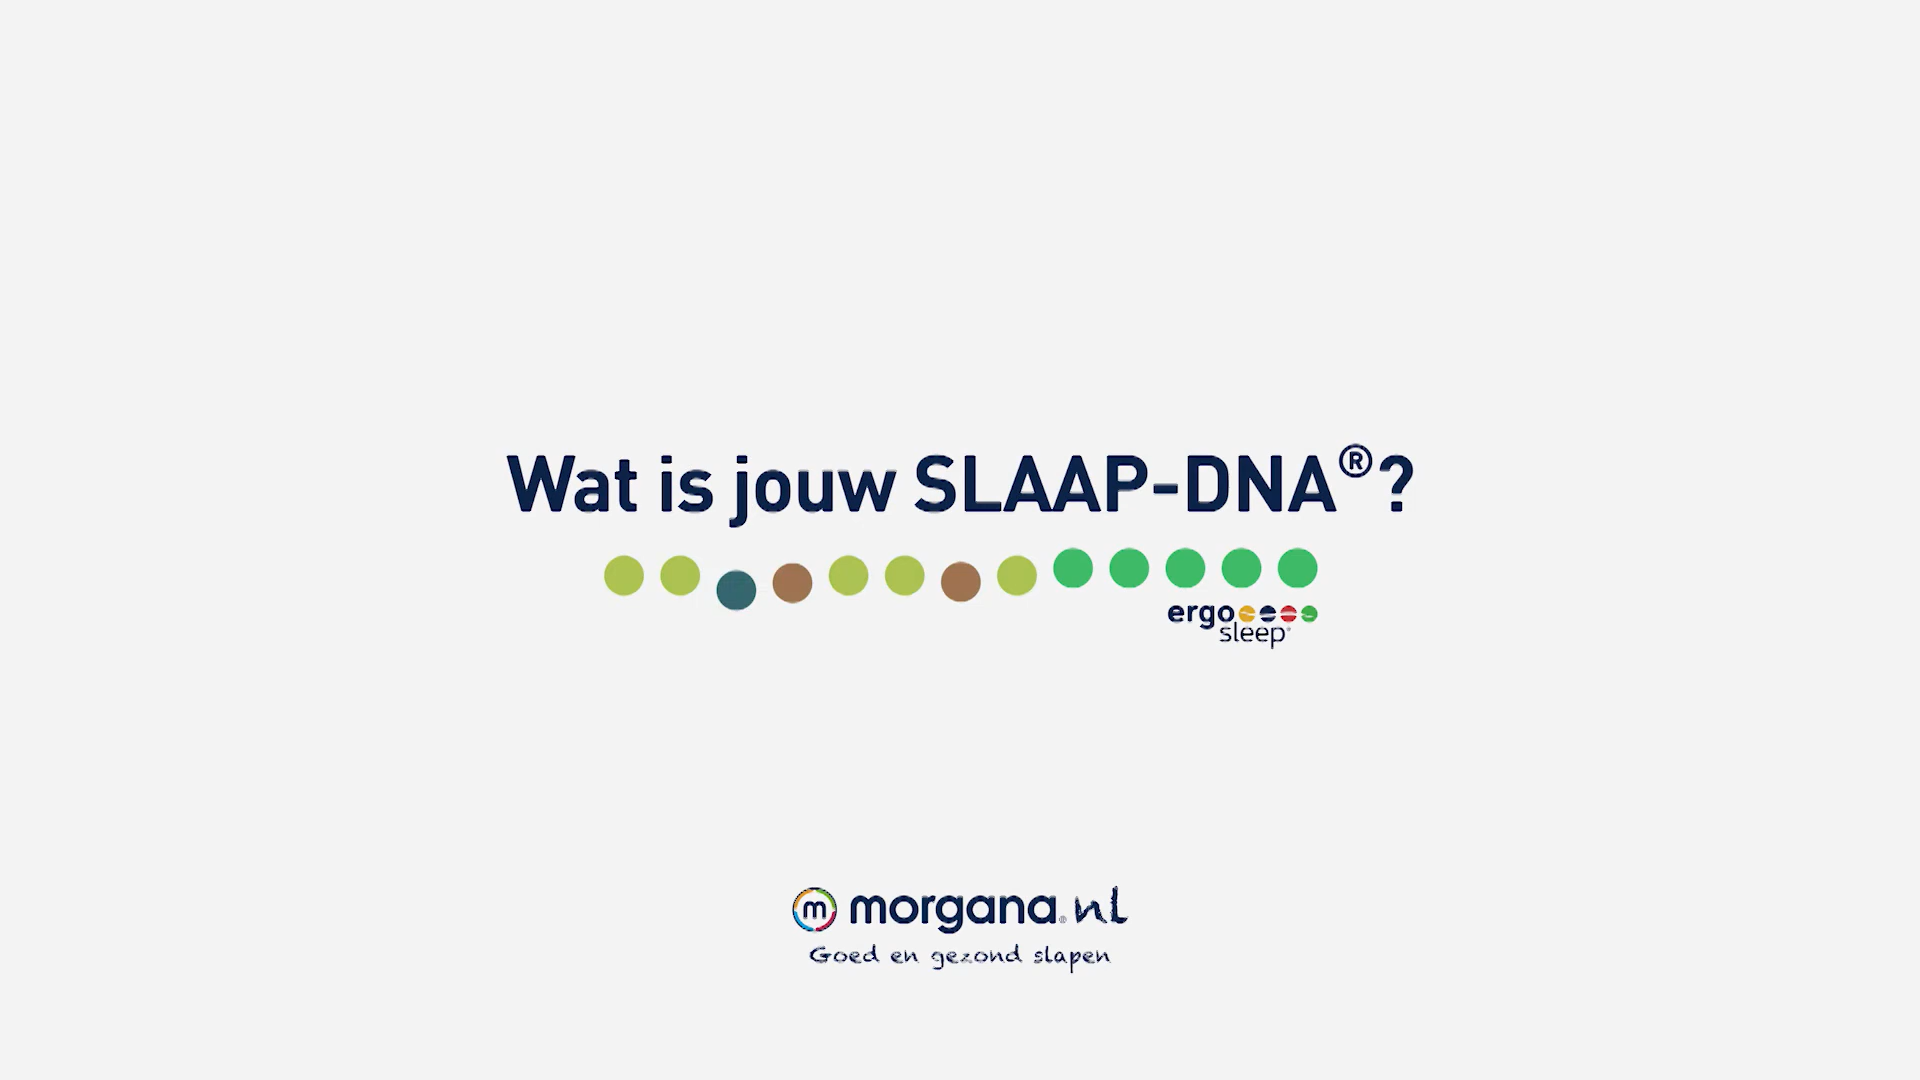 Wat is jouw SLAAP-DNA®?
ergo
sleep®
m morgana®.nl
Goed en gezond slapen